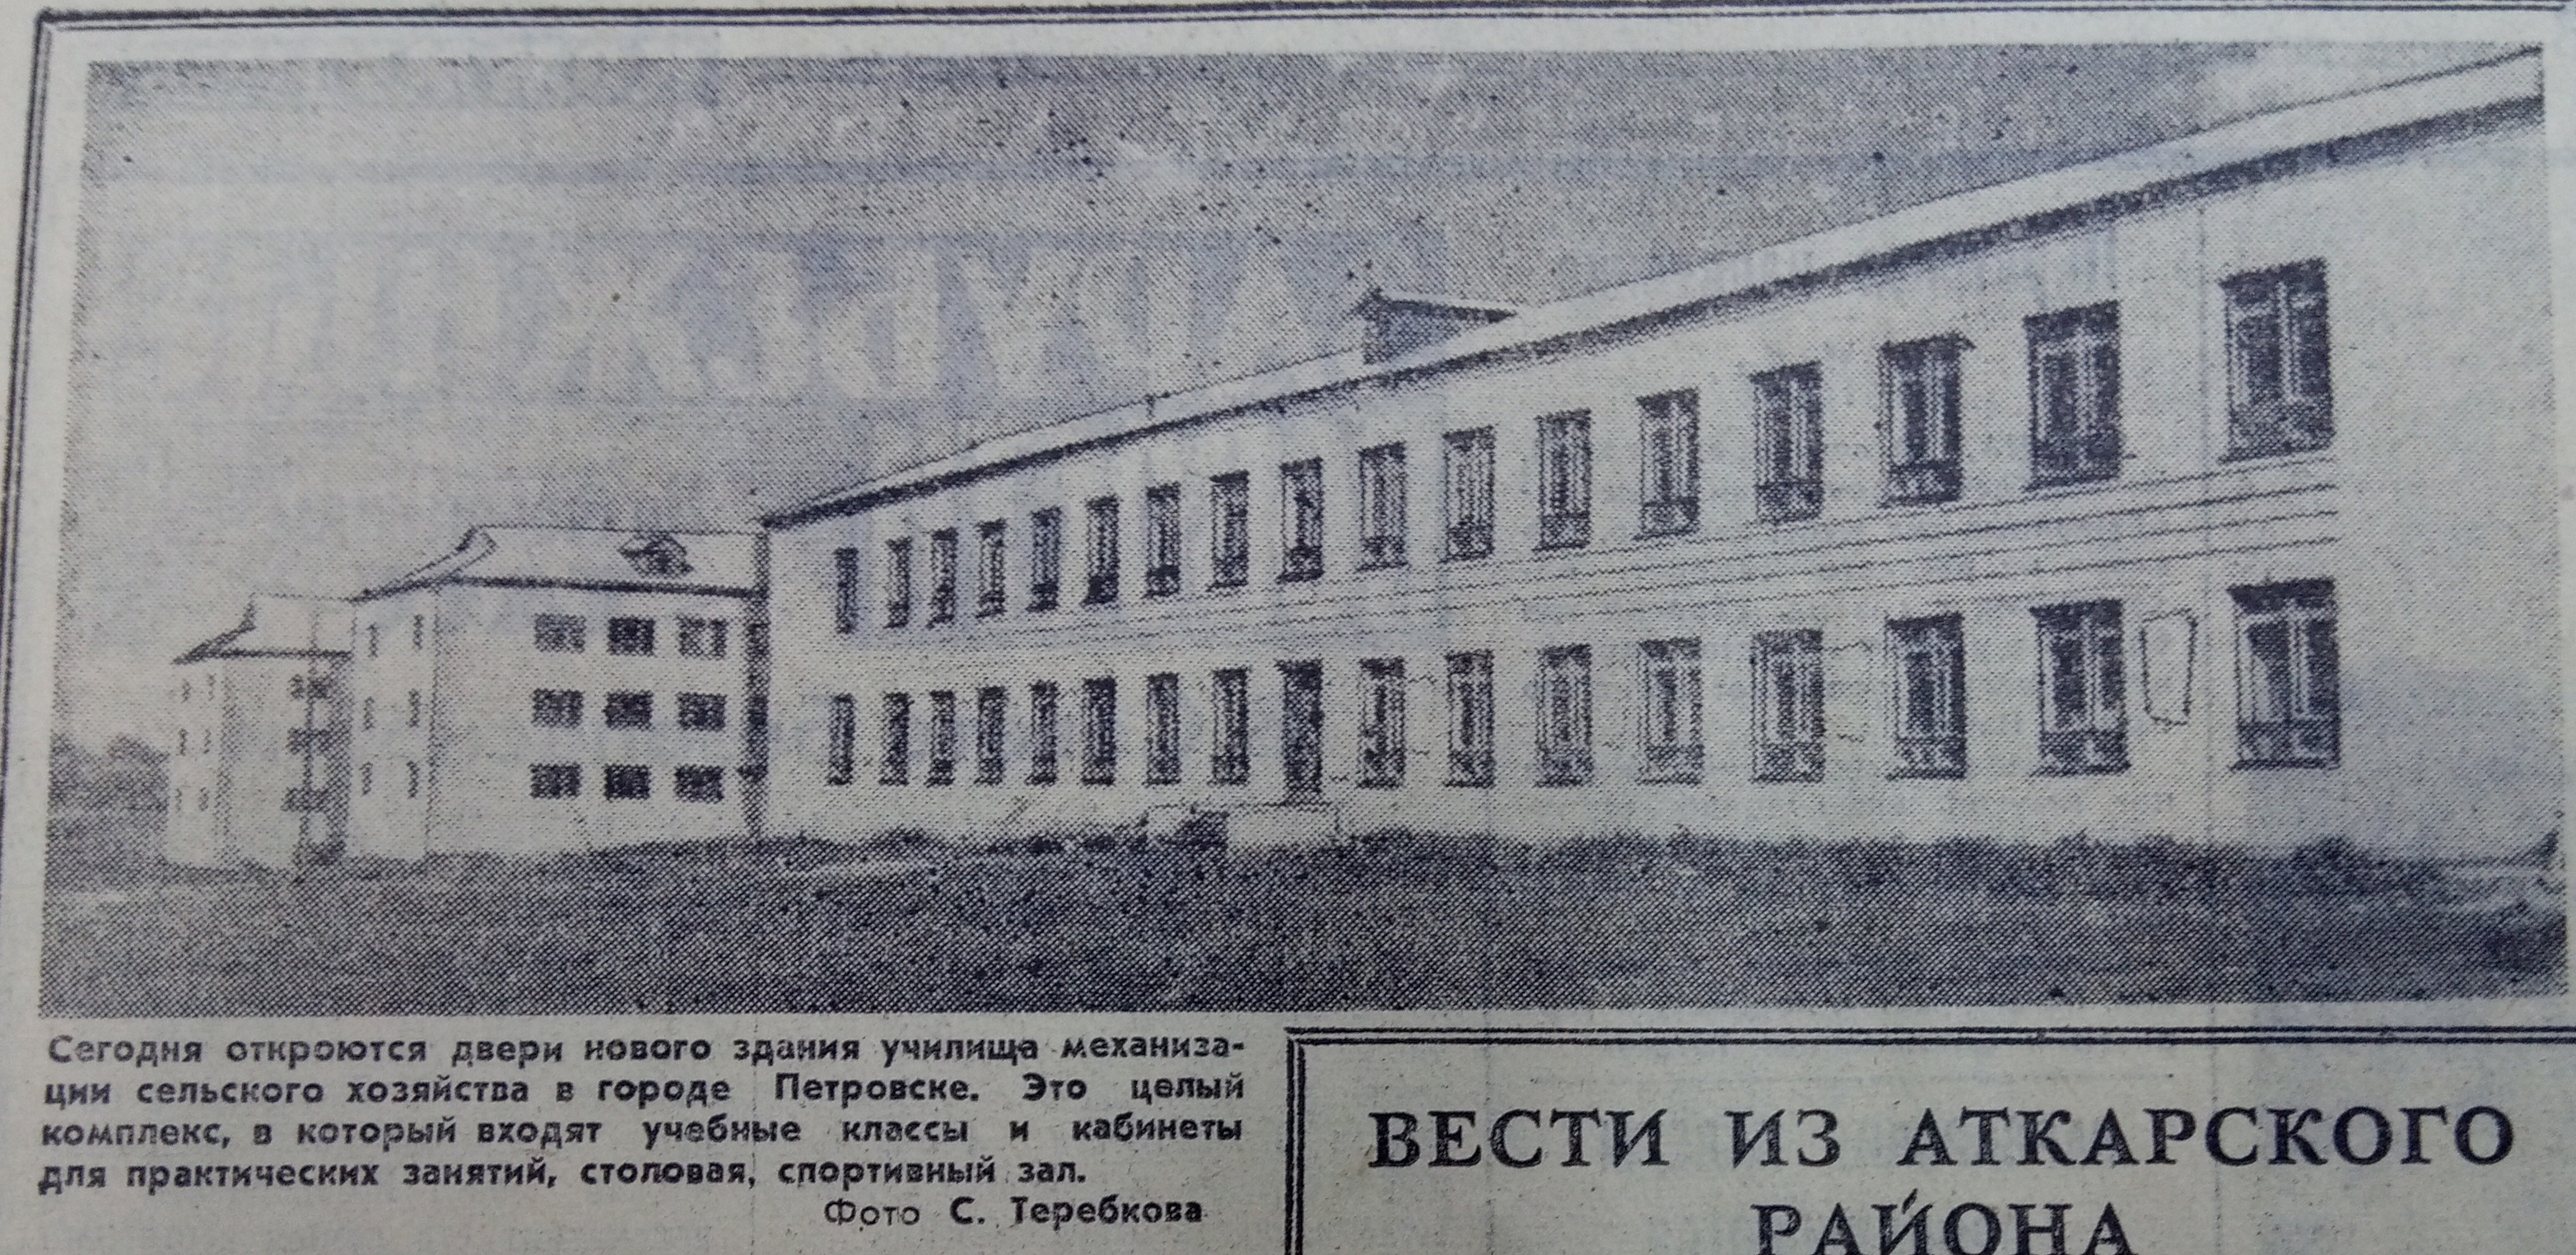 Сегодня откроются двери нового здания училища механиза-
ции сельского хозяйства в городе Петровске. Это целый
комплекс, в который входят учебные классы и кабинеты
для практических занятий, столовая, спортивный зал.
Фото С. Теребкова
ВЕСТИ ИЗ АТКАРСКОГО
РАЙОНА